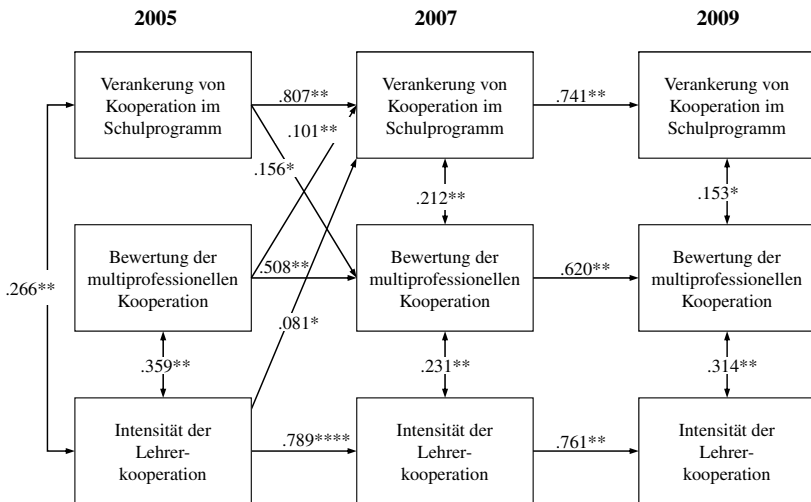 2005
2007
2009
Verankerung von
Kooperation im
Schulprogramm
.807**
.101**
.156*
Verankerung von
Kooperation im
Schulprogramm
.741**
Verankerung von
Kooperation im
Schulprogramm
.212**
.153*
.266**
Bewertung der
multiprofessionellen
Kooperation
.508**
.081*
Bewertung der
multiprofessionellen
Kooperation
.620**
Bewertung der
multiprofessionellen
Kooperation
.359**
.231**
.314**
Intensität der
Lehrer-
kooperation
.789****
Intensität der
Lehrer-
kooperation
.761**
Intensität der
Lehrer-
kooperation